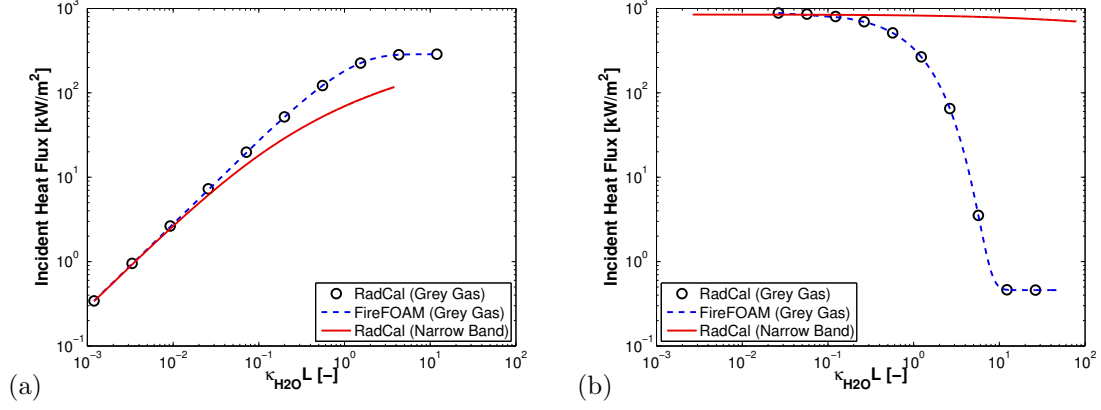 (a)
Incident Heat Flux [kW/m²]
10³
10²
10¹
10⁰
10⁻¹
10⁻³
10⁻²
10⁻¹
10⁰
10¹
10²
κ_H2O L [−]
RadCal (Grey Gas)
FireFOAM (Grey Gas)
RadCal (Narrow Band)
(b)
Incident Heat Flux [kW/m²]
10³
10²
10¹
10⁰
10⁻¹
10⁻³
10⁻²
10⁻¹
10⁰
10¹
10²
κ_H2O L [−]
RadCal (Grey Gas)
FireFOAM (Grey Gas)
RadCal (Narrow Band)